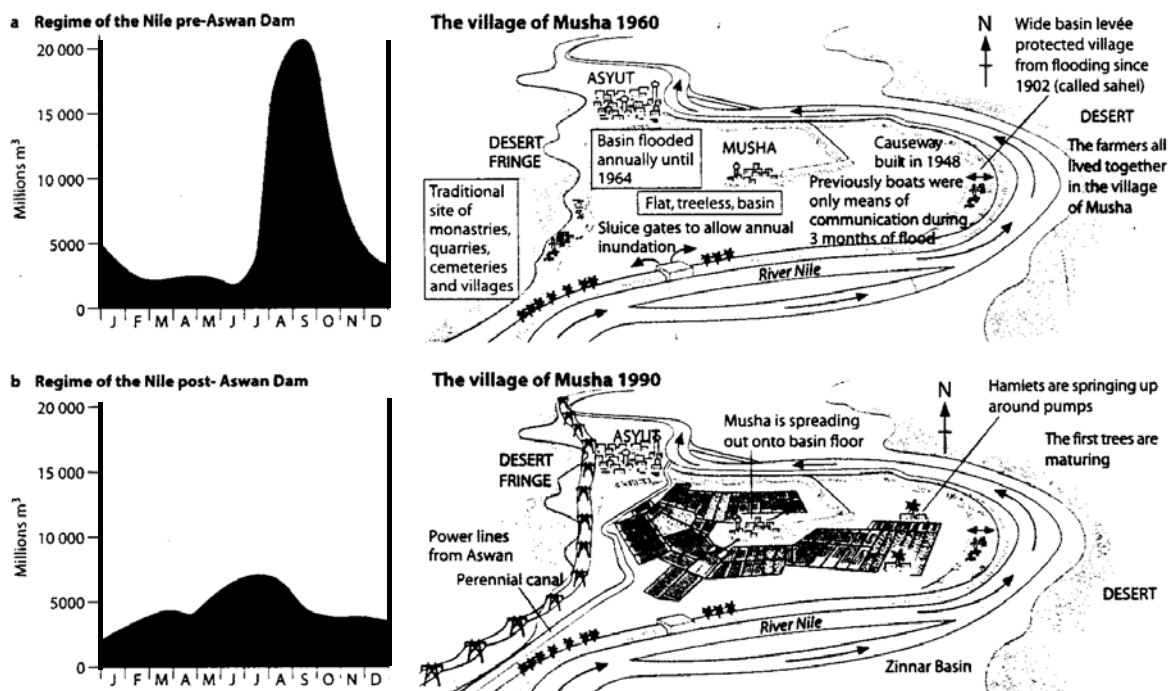 a Regime of the Nile pre-Aswan Dam
20 000
15 000
10 000
5000
0
Millions m³
J F M A M J J A S O N D
The village of Musha 1960
N
Wide basin levée
protected village
from flooding since
1902 (called sahel)
ASYUT
DESERT
FRINGE
Basin flooded
annually until
1964
MUSHA
Causeway
built in 1948
DESERT
The farmers all
lived together
in the village
of Musha
Traditional
site of
monastries,
quarries,
cemeteries
and villages
Flat, treeless, basin
Previously boats were
only means of
communication during
3 months of flood
Sluice gates to allow annual
inundation
River Nile
b Regime of the Nile post- Aswan Dam
20 000
15 000
10 000
5000
0
Millions m³
J F M A M J J A S O N D
The village of Musha 1990
N
Hamlets are springing up
around pumps
The first trees are
maturing
ASYUT
Musha is spreading
out onto basin floor
DESERT
FRINGE
Power lines
from Aswan
Perennial canal
River Nile
DESERT
Zinnar Basin